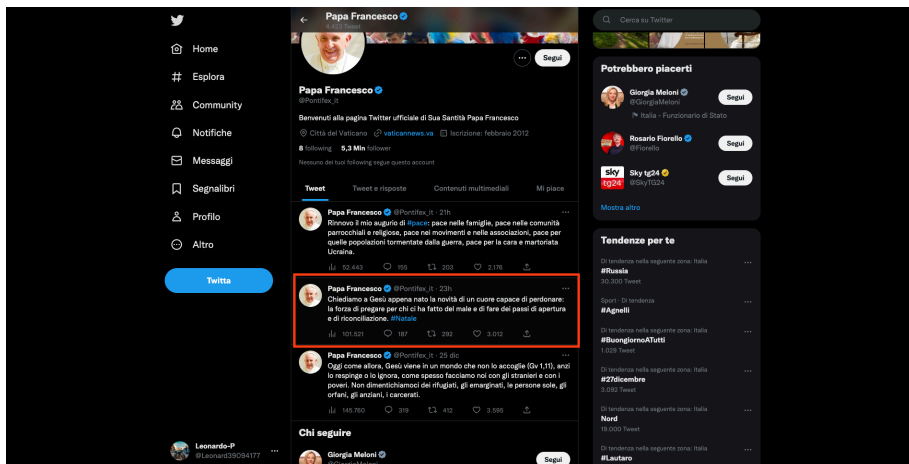 Papa Francesco
4.423 Tweet
Cerca su Twitter
Home
Esplora
Community
Notifiche
Messaggi
Segnalibri
Profilo
Altro
Twitta
Leonardo-P
@Leonard39094177
Segui
Papa Francesco
@Pontifex_it
Benvenuti alla pagina Twitter ufficiale di Sua Santità Papa Francesco
Città del Vaticano vaticannews.va Iscrizione: febbraio 2012
8 following 5,3 Mln follower
Nessuno dei tuoi following segue questo account
Tweet Tweet e risposte Contenuti multimediali Mi piace
Papa Francesco @Pontifex_it · 21h
Rinnovo il mio augurio di #pace: pace nelle famiglie, pace nelle comunità
parrocchiali e religiose, pace nei movimenti e nelle associazioni, pace per
quelle popolazioni tormentate dalla guerra, pace per la cara e martoriata
Ucraina.
52.443 155 203 2.176
Papa Francesco @Pontifex_it · 23h
Chiediamo a Gesù appena nato la novità di un cuore capace di perdonare:
la forza di pregare per chi ci ha fatto del male e di fare dei passi di apertura
e di riconciliazione. #Natale
101.521 187 292 3.012
Papa Francesco @Pontifex_it · 25 dic
Oggi come allora, Gesù viene in un mondo che non lo accoglie (Gv 1,11), anzi
lo respinge o lo ignora, come spesso facciamo noi con gli stranieri e con i
poveri. Non dimentichiamoci dei rifugiati, gli emarginati, le persone sole, gli
orfani, gli anziani, i carcerati.
145.760 319 412 3.595
Chi seguire
Giorgia Meloni
@GiorgiaMeloni
Segui
Potrebbero piacerti
Giorgia Meloni
@GiorgiaMeloni
Italia - Funzionario di Stato
Segui
Rosario Fiorello
@Fiorello
Segui
sky
tg24
Sky tg24
@SkyTG24
Segui
Mostra altro
Tendenze per te
Di tendenza nella seguente zona: Italia
#Russia
30.300 Tweet
Sport · Di tendenza
#Agnelli
Di tendenza nella seguente zona: Italia
#BuongiornoATutti
1.029 Tweet
Di tendenza nella seguente zona: Italia
#27dicembre
3.092 Tweet
Di tendenza nella seguente zona: Italia
Nord
19.000 Tweet
Di tendenza nella seguente zona: Italia
#Lautaro